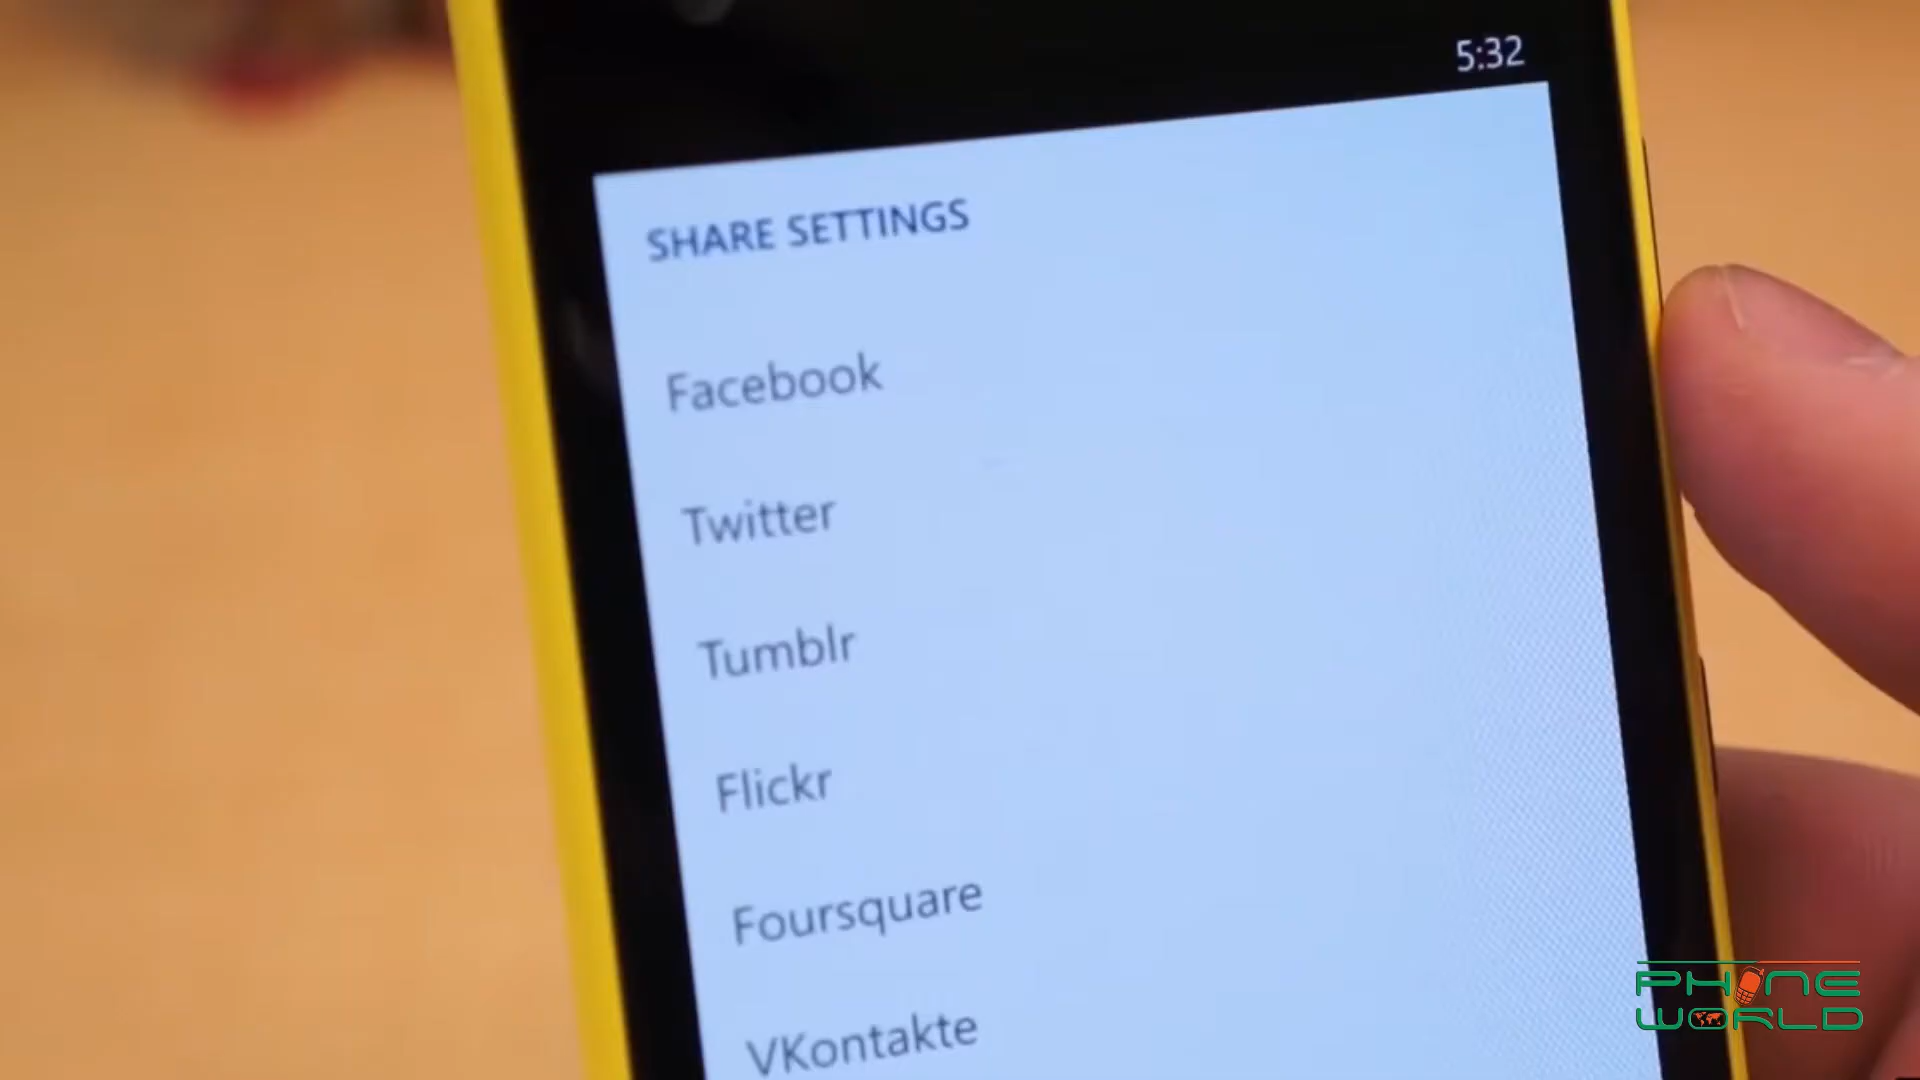 5:32
SHARE SETTINGS
Facebook
Twitter
Tumblr
Flickr
Foursquare
VKontakte
PHONE
WORLD